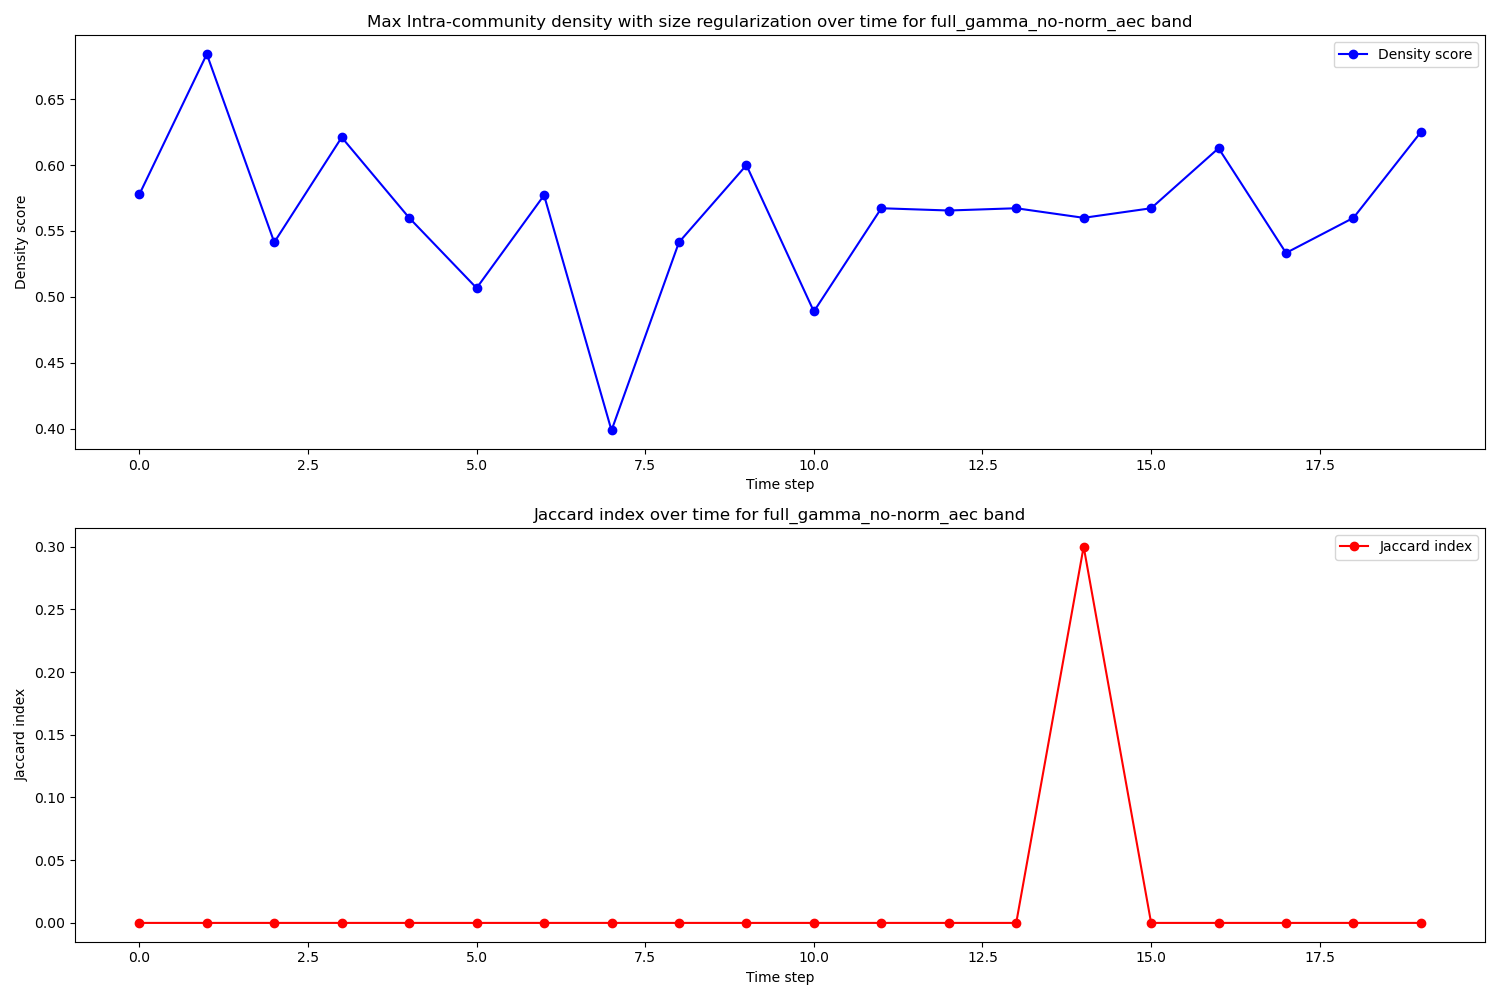 Max Intra-community density with size regularization over time for full_gamma_no-norm_aec band
Density score
0.65
0.60
0.55
0.50
0.45
0.40
Density score
0.0 2.5 5.0 7.5 10.0 12.5 15.0 17.5
Time step
Jaccard index over time for full_gamma_no-norm_aec band
Jaccard index
0.30
0.25
0.20
0.15
0.10
0.05
0.00
Jaccard index
0.0 2.5 5.0 7.5 10.0 12.5 15.0 17.5
Time step